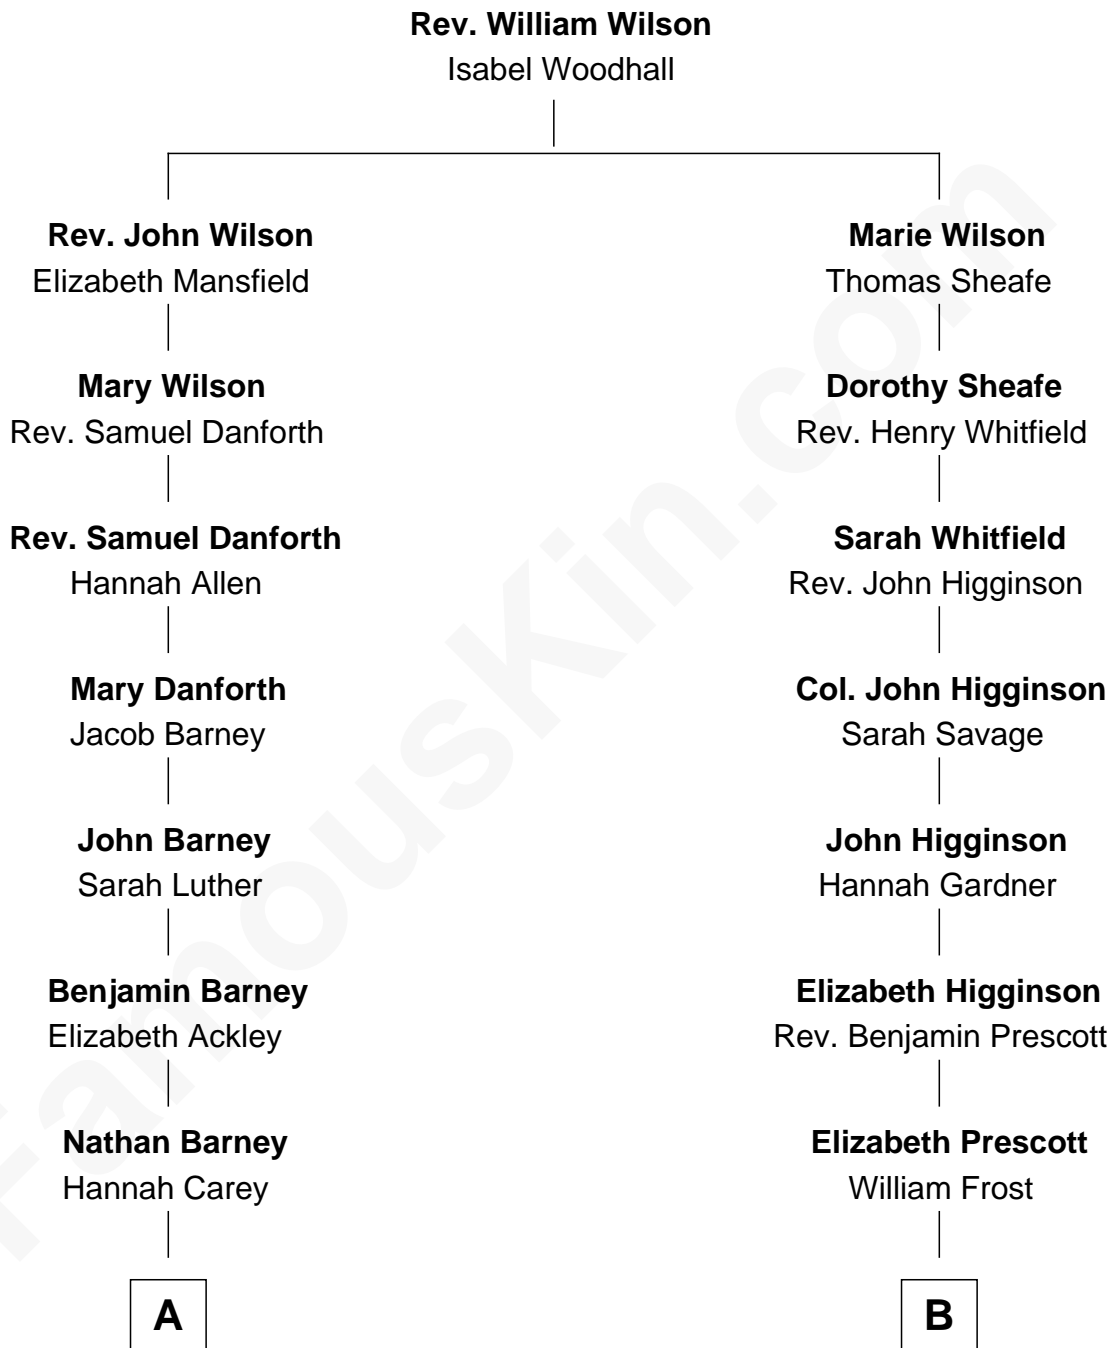 Rev. William Wilson
Isabel Woodhall
Rev. John Wilson
Elizabeth Mansfield
Marie Wilson
Thomas Sheafe
Mary Wilson
Rev. Samuel Danforth
Dorothy Sheafe
Rev. Henry Whitfield
Rev. Samuel Danforth
Hannah Allen
Sarah Whitfield
Rev. John Higginson
Mary Danforth
Jacob Barney
Col. John Higginson
Sarah Savage
John Barney
Sarah Luther
John Higginson
Hannah Gardner
Benjamin Barney
Elizabeth Ackley
Elizabeth Higginson
Rev. Benjamin Prescott
Nathan Barney
Hannah Carey
Elizabeth Prescott
William Frost
A
B
FamousKin.com